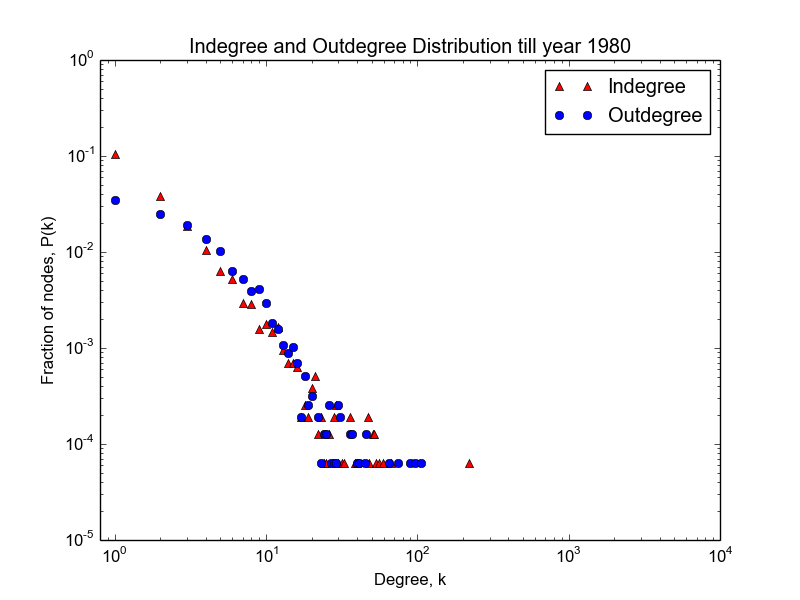 Indegree and Outdegree Distribution till year 1980
Indegree
Outdegree
Fraction of nodes, P(k)
10^0
10^-1
10^-2
10^-3
10^-4
10^-5
10^0
10^1
10^2
10^3
10^4
Degree, k